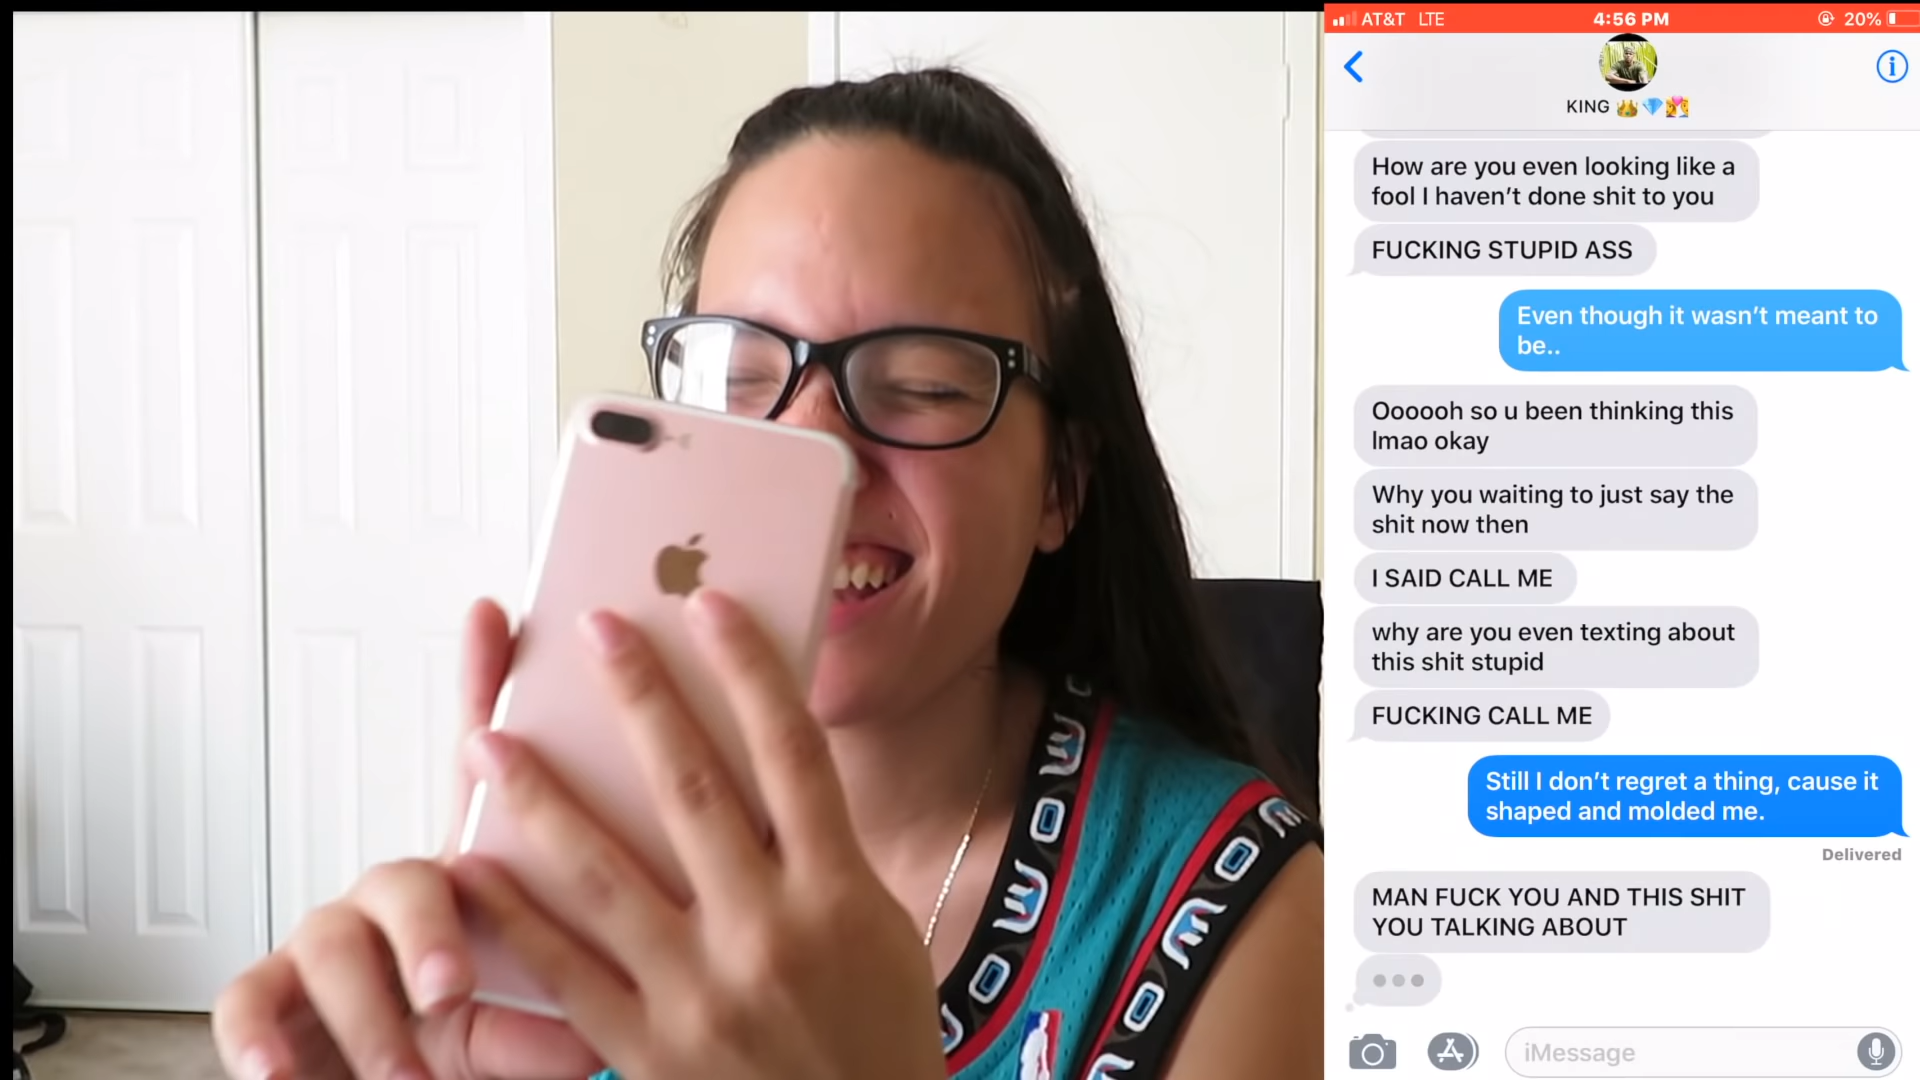 AT&T LTE 4:56 PM 20%
KING 👑💎💏
How are you even looking like a
fool I haven't done shit to you
FUCKING STUPID ASS
Even though it wasn't meant to
be..
Oooooh so u been thinking this
lmao okay
Why you waiting to just say the
shit now then
I SAID CALL ME
why are you even texting about
this shit stupid
FUCKING CALL ME
Still I don't regret a thing, cause it
shaped and molded me.
Delivered
MAN FUCK YOU AND THIS SHIT
YOU TALKING ABOUT
iMessage